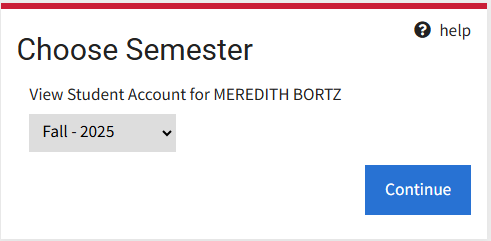 help
Choose Semester
View Student Account for MEREDITH BORTZ
Fall - 2025
Continue